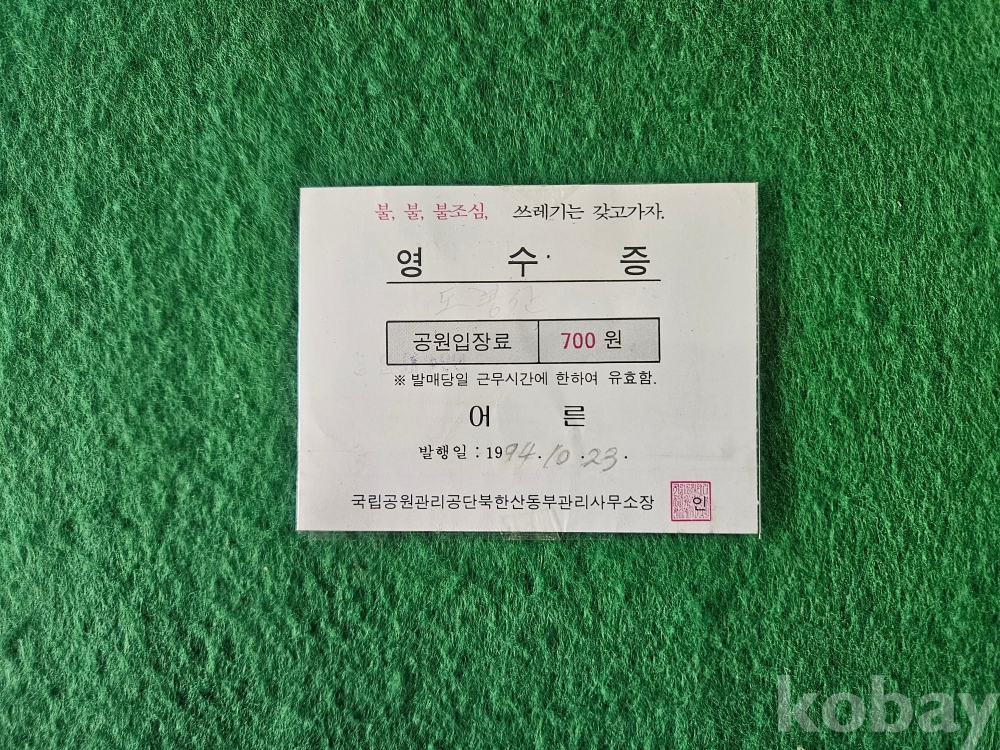 불, 불, 불조심, 쓰레기는 갖고가자.
영 수 증
공원입장료 700 원
※ 발매당일 근무시간에 한하여 유효함.
어 른
발행일 : 1994. 10. 23.
국립공원관리공단북한산동부관리사무소장 인
kobay